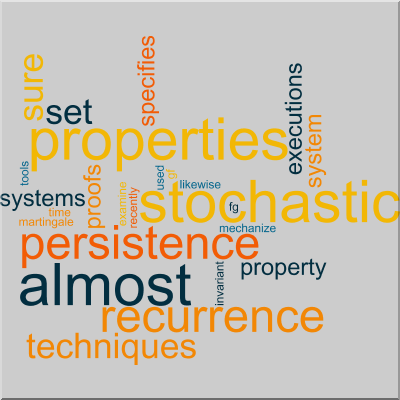 sure
specifies
set
executions
properties
system
tools
proofs
used
gf
likewise
systems
examine
recently
stochastic
fg
time
martingale
mechanize
persistence
property
invariant
almost
recurrence
techniques